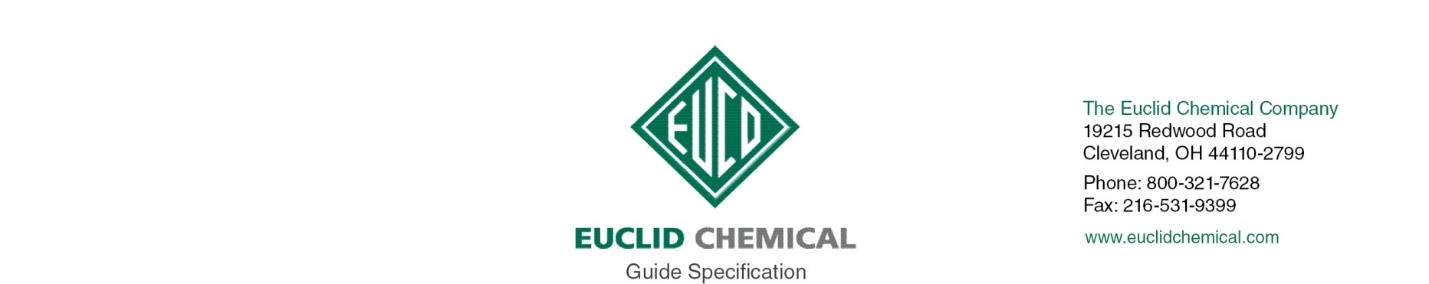 EUCO
EUCLID CHEMICAL
Guide Specification
The Euclid Chemical Company
19215 Redwood Road
Cleveland, OH 44110-2799
Phone: 800-321-7628
Fax: 216-531-9399
www.euclidchemical.com